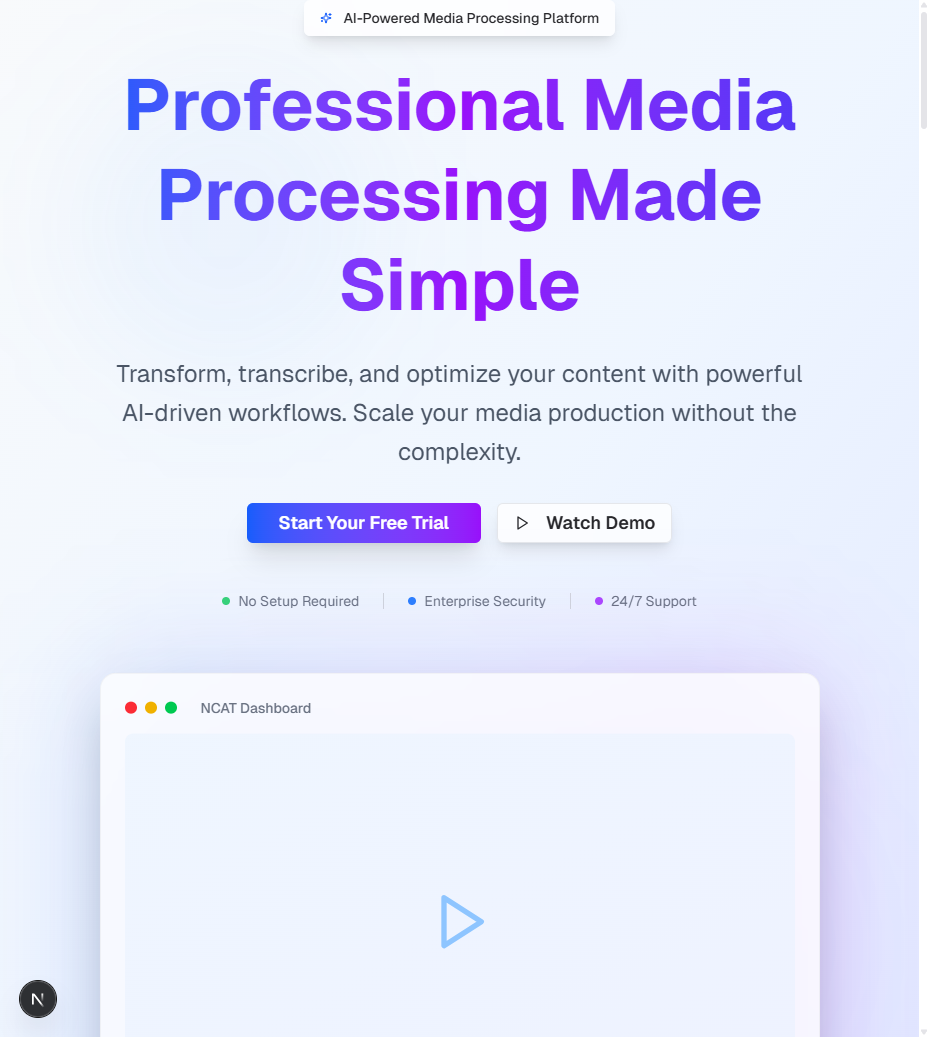 AI-Powered Media Processing Platform
Professional Media
Processing Made
Simple
Transform, transcribe, and optimize your content with powerful
AI-driven workflows. Scale your media production without the
complexity.
Start Your Free Trial
Watch Demo
No Setup Required
Enterprise Security
24/7 Support
NCAT Dashboard
N